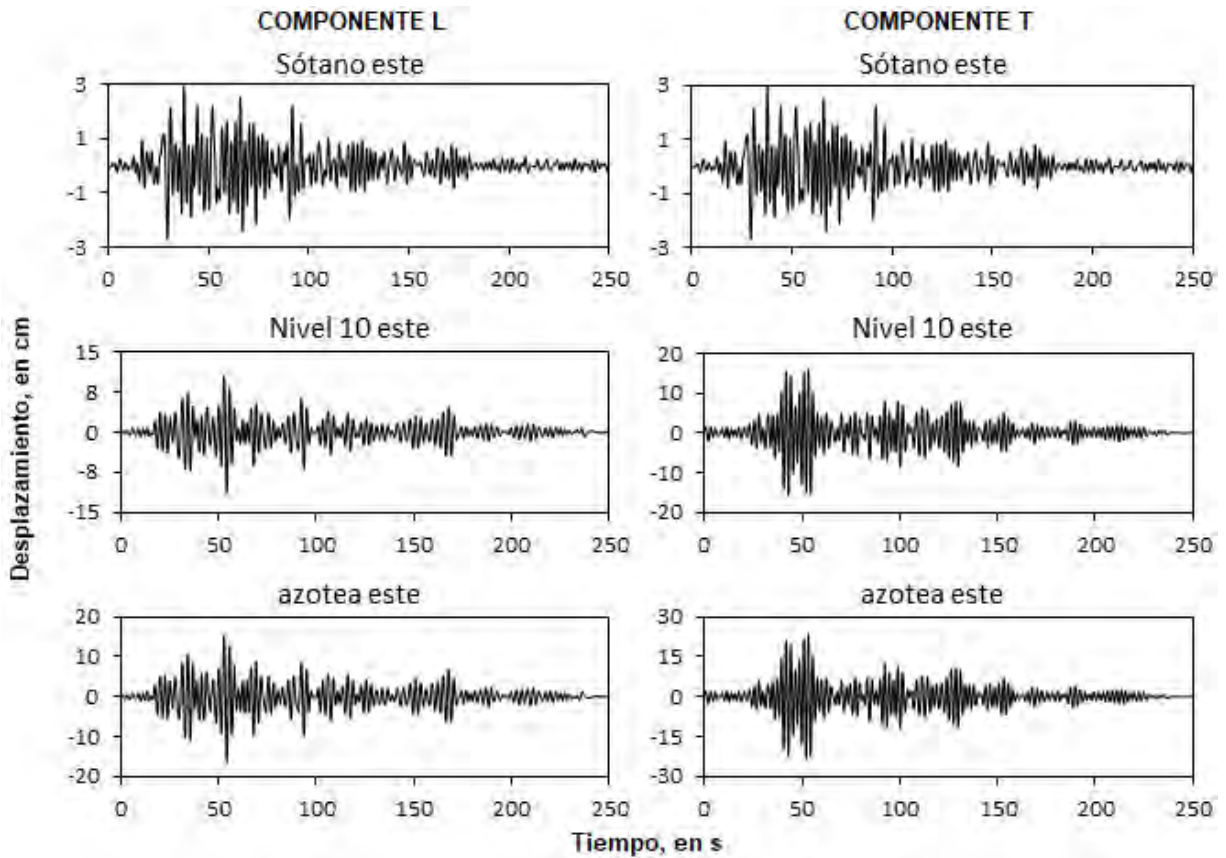 COMPONENTE L
COMPONENTE T
Sótano este
Sótano este
3
1
-1
-3
0 50 100 150 200 250
3
1
-1
-3
0 50 100 150 200 250
Nivel 10 este
Nivel 10 este
15
8
0
-8
-15
0 50 100 150 200 250
20
10
0
-10
-20
0 50 100 150 200 250
azotea este
azotea este
20
10
0
-10
-20
0 50 100 150 200 250
30
15
0
-15
-30
0 50 100 150 200 250
Desplazamiento, en cm
Tiempo, en s